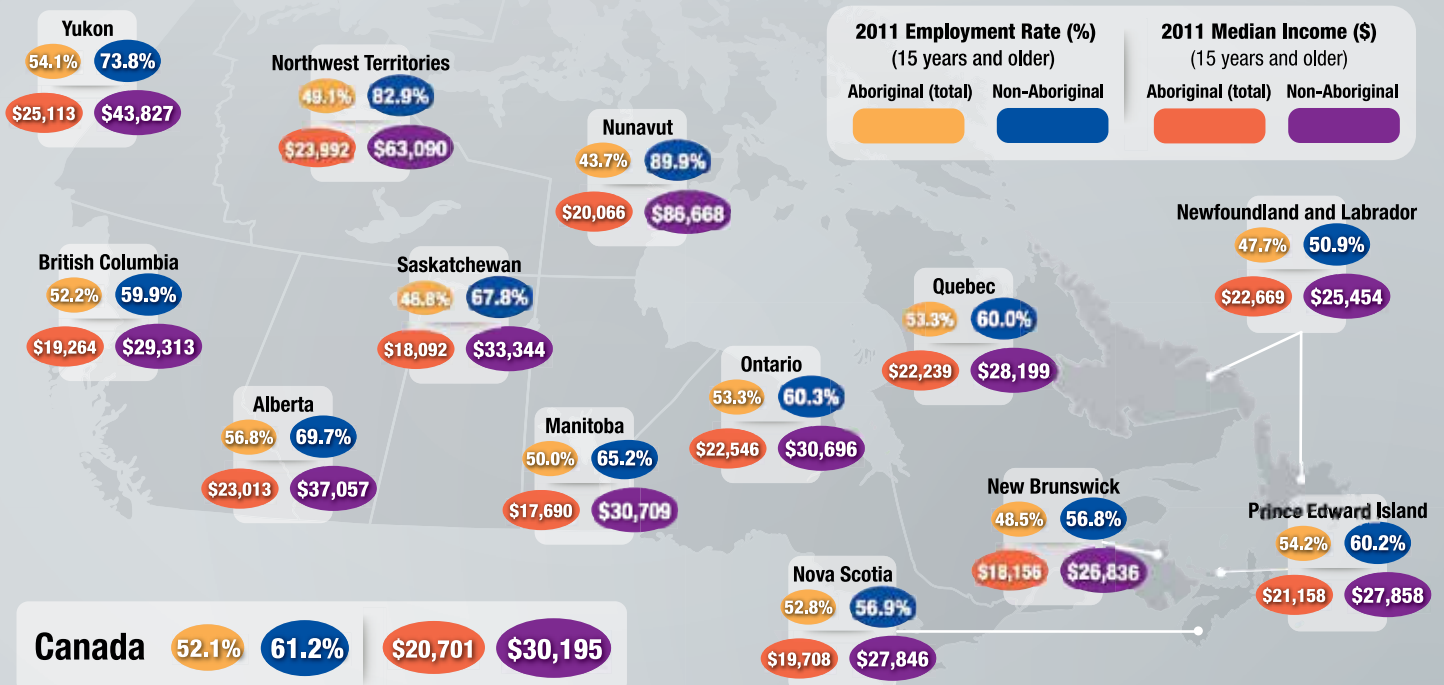 Yukon
54.1% 73.8%
$25,113 $43,827
Northwest Territories
49.1% 82.9%
$23,992 $63,090
Nunavut
43.7% 89.9%
$20,066 $86,668
2011 Employment Rate (%)
(15 years and older)
Aboriginal (total) Non-Aboriginal
2011 Median Income ($)
(15 years and older)
Aboriginal (total) Non-Aboriginal
British Columbia
52.2% 59.9%
$19,264 $29,313
Saskatchewan
46.8% 67.8%
$18,092 $33,344
Quebec
53.3% 60.0%
$22,239 $28,199
Newfoundland and Labrador
47.7% 50.9%
$22,669 $25,454
Alberta
56.8% 69.7%
$23,013 $37,057
Manitoba
50.0% 65.2%
$17,690 $30,709
Ontario
53.3% 60.3%
$22,546 $30,696
New Brunswick
48.5% 56.8%
$18,156 $26,836
Prince Edward Island
54.2% 60.2%
$21,158 $27,858
Nova Scotia
52.8% 56.9%
$19,708 $27,846
Canada 52.1% 61.2% $20,701 $30,195